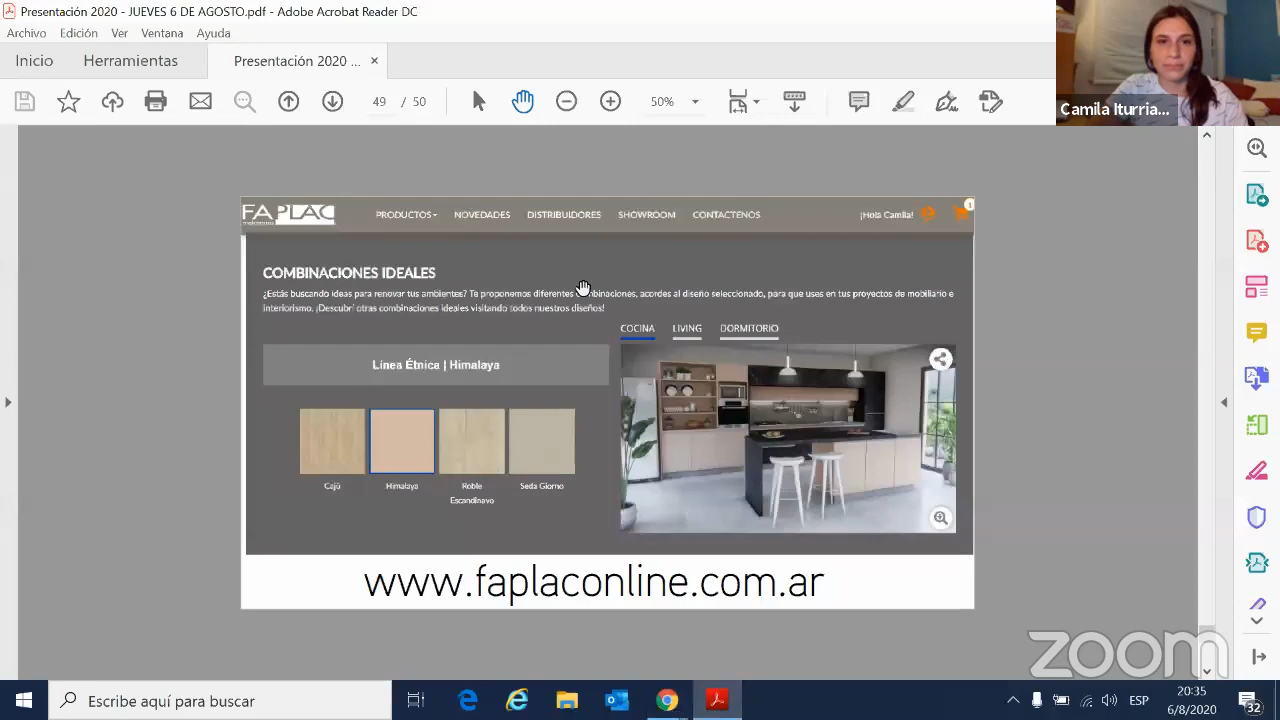 Presentación 2020 - JUEVES 6 DE AGOSTO.pdf - Adobe Acrobat Reader DC
Archivo Edición Ver Ventana Ayuda
Inicio Herramientas Presentación 2020 ... ×
49 / 50 50%
Camila Iturria...
FAPLAC
PRODUCTOS NOVEDADES DISTRIBUIDORES SHOWROOM CONTACTENOS ¡Hola Camila! 1
COMBINACIONES IDEALES
¿Estás buscando ideas para renovar tus ambientes? Te proponemos diferentes combinaciones, acordes al diseño seleccionado, para que uses en tus proyectos de mobiliario e
interiorismo. ¡Descubrí otras combinaciones ideales visitando todos nuestros diseños!
COCINA LIVING DORMITORIO
Línea Étnica | Himalaya
Cajú Himalaya Roble Seda Giorno
Escandinavo
www.faplaconline.com.ar
zoom
Escribe aquí para buscar
ESP
20:35
6/8/2020
32